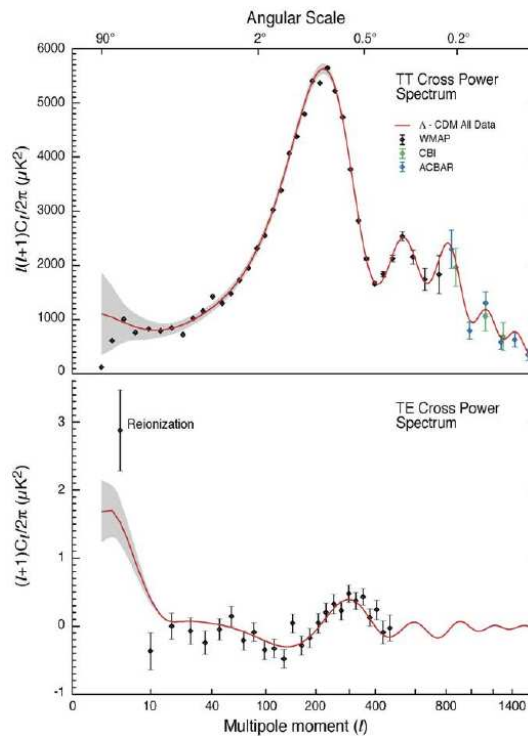 Angular Scale
90° 2° 0.5° 0.2°
6000
5000
4000
3000
2000
1000
0
l(l+1)Cl/2π (μK²)
TT Cross Power
Spectrum
Λ - CDM All Data
WMAP
CBI
ACBAR
3
2
1
0
-1
(l+1)Cl/2π (μK²)
Reionization
TE Cross Power
Spectrum
0 10 40 100 200 400 800 1400
Multipole moment (l)